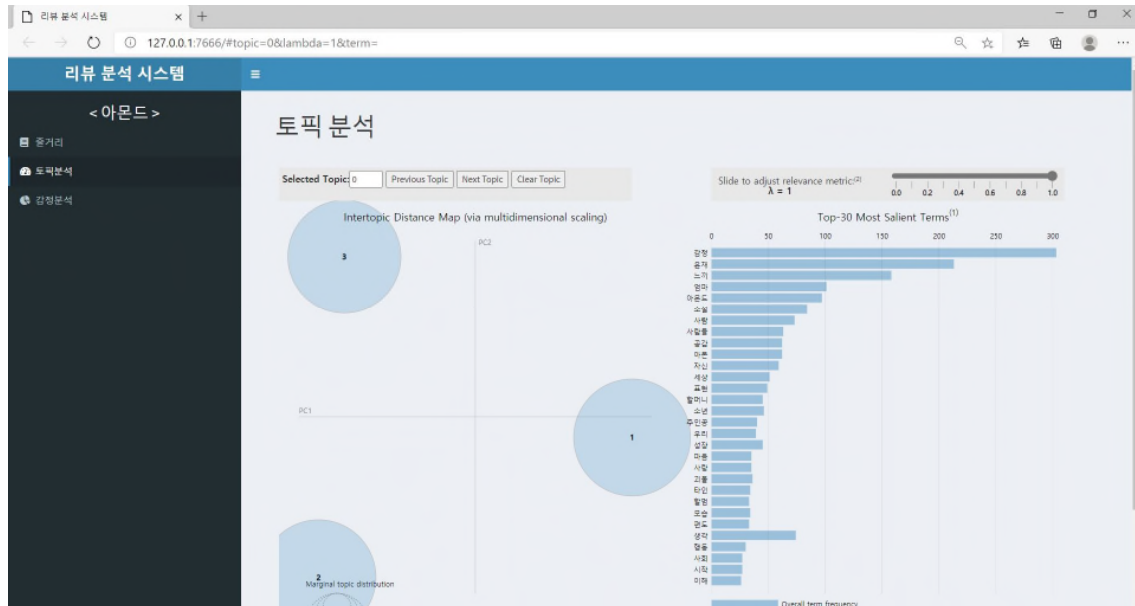 리뷰 분석 시스템
127.0.0.1:7666/#topic=0&lambda=1&term=
리뷰 분석 시스템
<아몬드>
줄거리
토픽분석
감정분석
토픽 분석
Selected Topic: 0 Previous Topic Next Topic Clear Topic
Slide to adjust relevance metric:(2)
λ = 1
0.0 0.2 0.4 0.6 0.8 1.0
Intertopic Distance Map (via multidimensional scaling)
PC2
PC1
3
1
2
Marginal topic distribution
Top-30 Most Salient Terms(1)
0 50 100 150 200 250 300
감정
윤재
느끼
엄마
아몬드
소설
사람
사람들
공감
자신
세상
표현
할머니
소년
주인공
우리
성장
마음
사랑
괴물
타인
모습
편도
생각
행동
사회
시작
이해
Overall term frequency